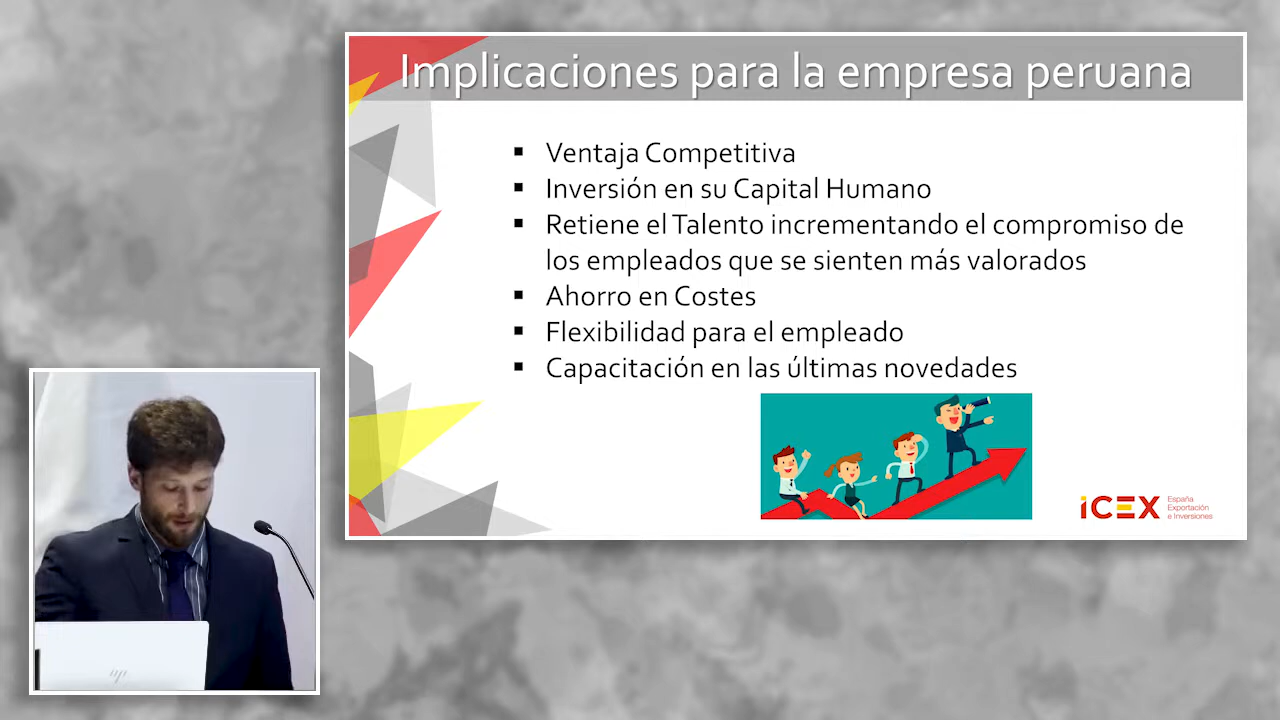 Implicaciones para la empresa peruana
▪ Ventaja Competitiva
▪ Inversión en su Capital Humano
▪ Retiene el Talento incrementando el compromiso de
los empleados que se sienten más valorados
▪ Ahorro en Costes
▪ Flexibilidad para el empleado
▪ Capacitación en las últimas novedades
iCEX
España
Exportación
e Inversiones
hp